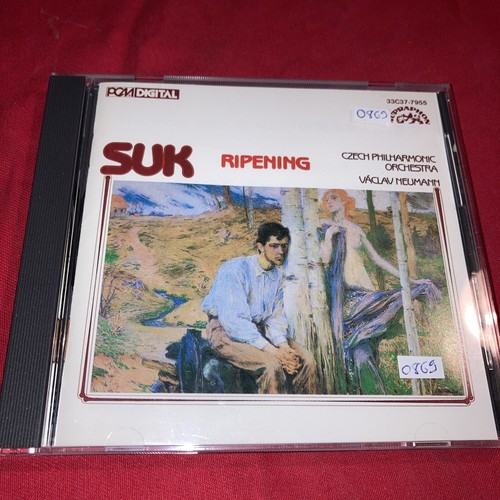 PCM DIGITAL
33C37-7955
0869
SUPRAPHON
SUK
RIPENING
CZECH PHILHARMONIC
ORCHESTRA
VÁCLAV NEUMANN
0869